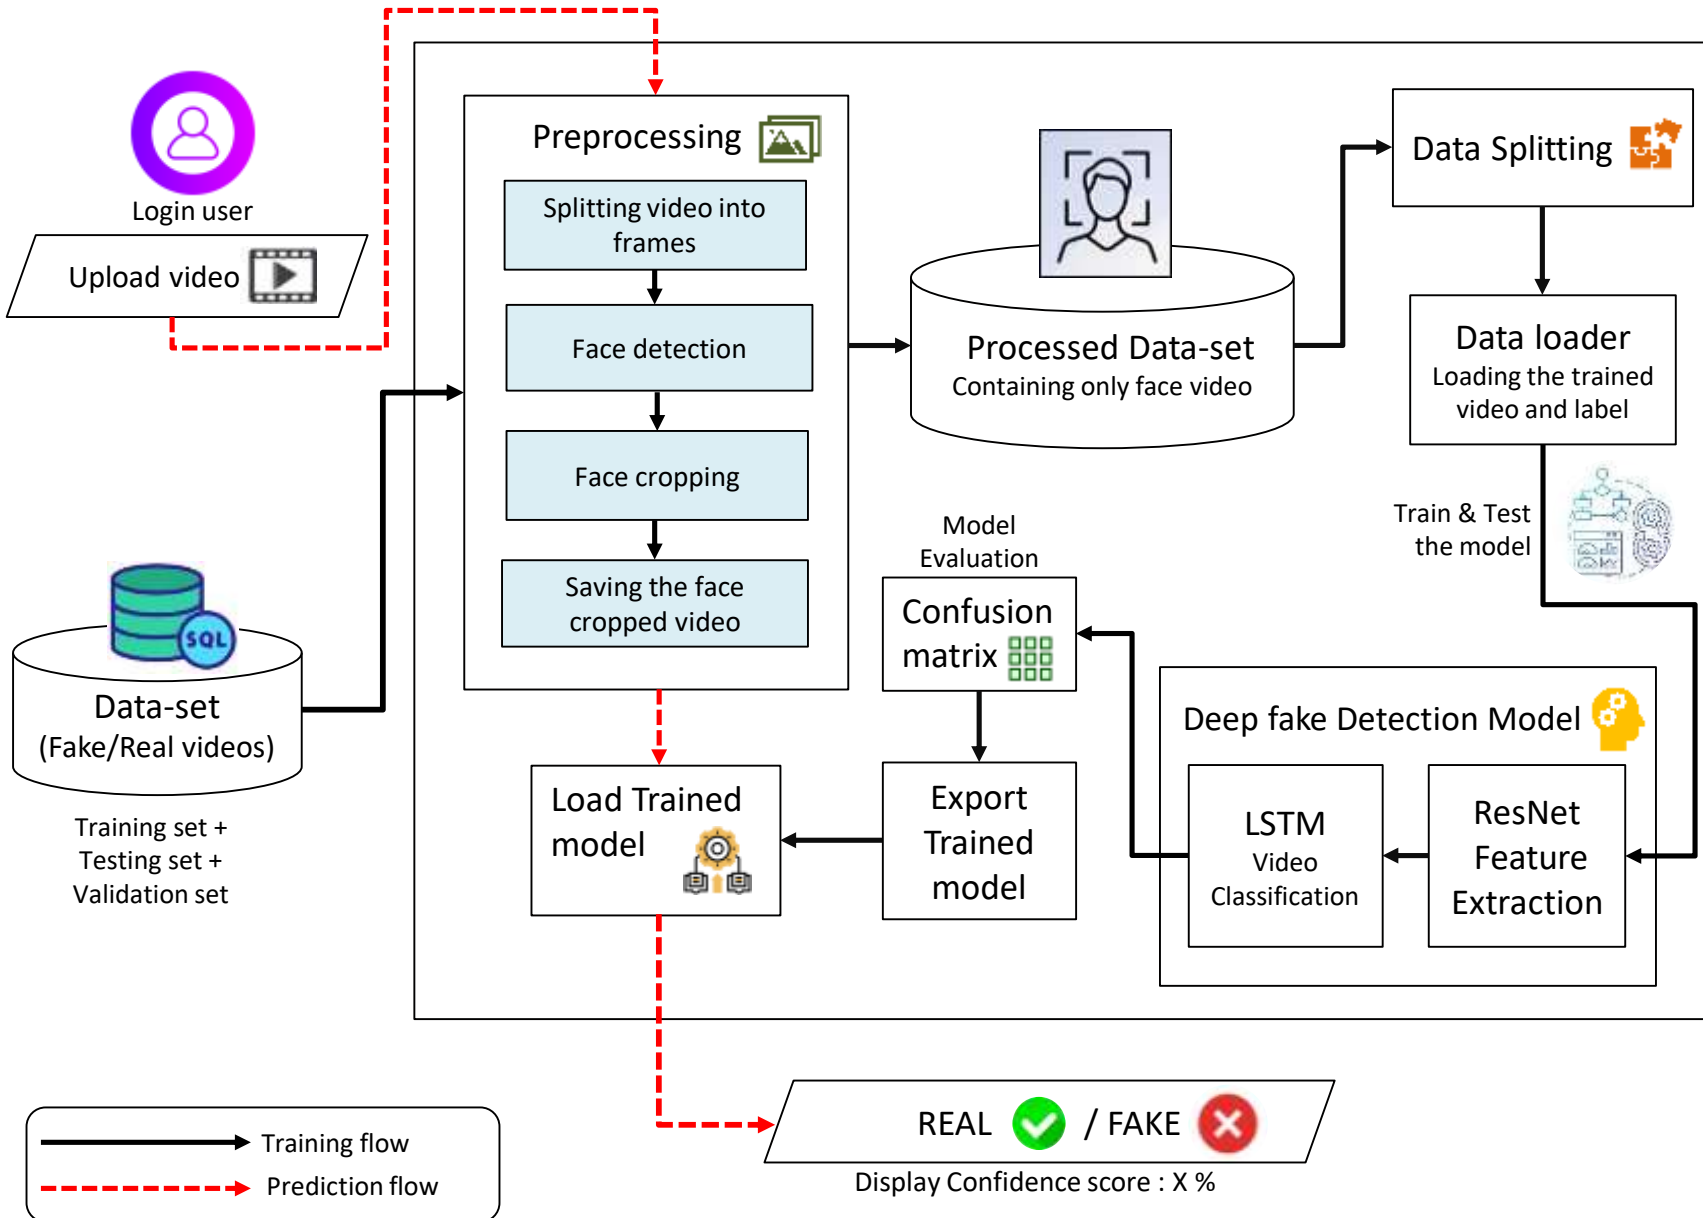 Login user
Upload video
Preprocessing
Splitting video into
frames
Face detection
Face cropping
Saving the face
cropped video
Processed Data-set
Containing only face video
Data Splitting
Data loader
Loading the trained
video and label
Train & Test
the model
SQL
Data-set
(Fake/Real videos)
Training set +
Testing set +
Validation set
Model
Evaluation
Confusion
matrix
Deep fake Detection Model
LSTM
Video
Classification
ResNet
Feature
Extraction
Export
Trained
model
Load Trained
model
REAL / FAKE
Display Confidence score : X %
Training flow
Prediction flow